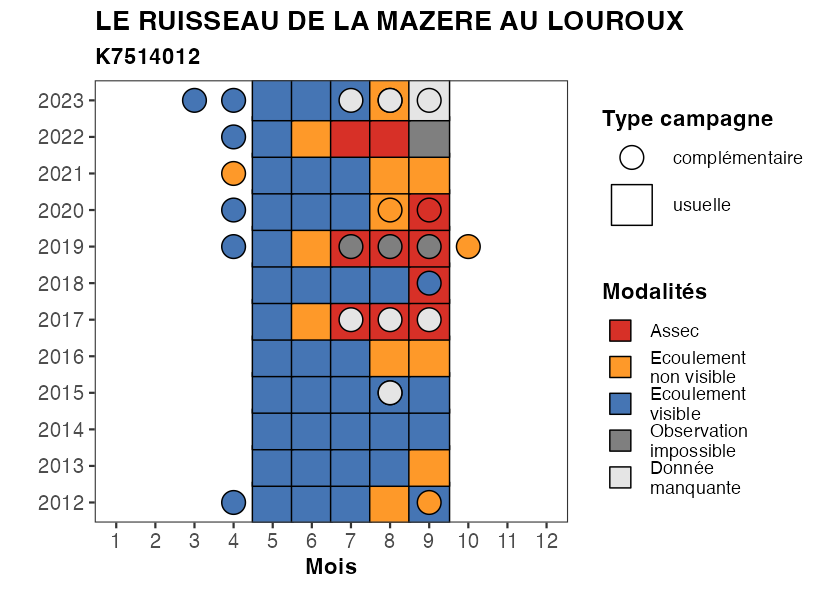 LE RUISSEAU DE LA MAZERE AU LOUROUX
K7514012
2023
2022
2021
2020
2019
2018
2017
2016
2015
2014
2013
2012
1 2 3 4 5 6 7 8 9 10 11 12
Mois
Type campagne
complémentaire
usuelle
Modalités
Assec
Ecoulement
non visible
Ecoulement
visible
Observation
impossible
Donnée
manquante